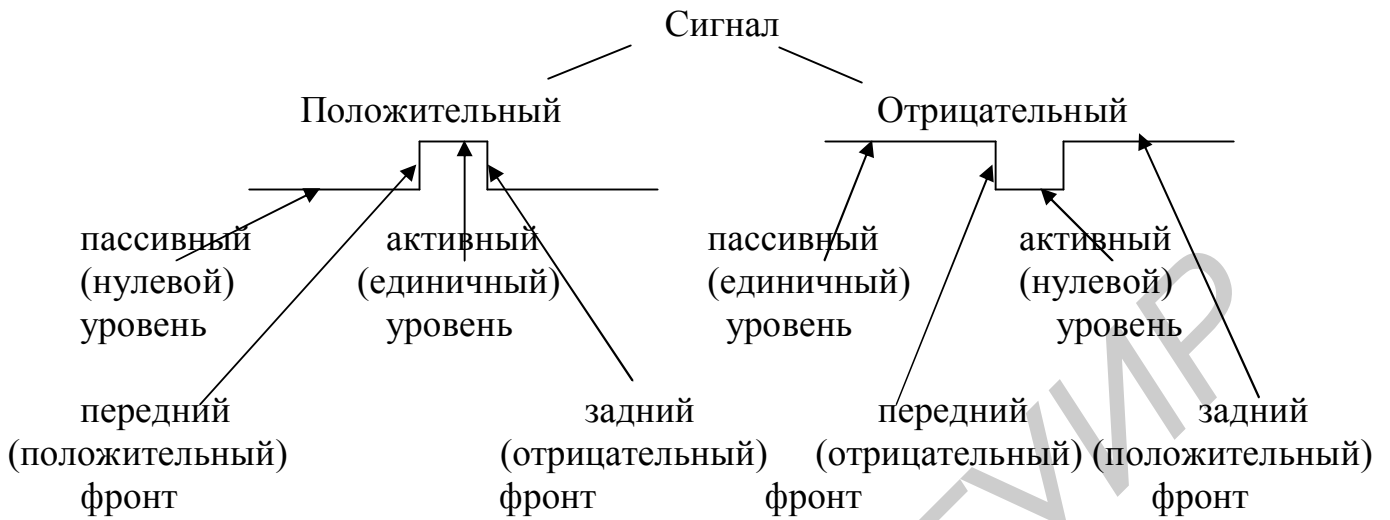 Сигнал
Положительный Отрицательный
пассивный активный пассивный активный
(нулевой) (единичный) (единичный) (нулевой)
уровень уровень уровень уровень
передний задний передний задний
(положительный) (отрицательный) (отрицательный) (положительный)
фронт фронт фронт фронт
ГУИР